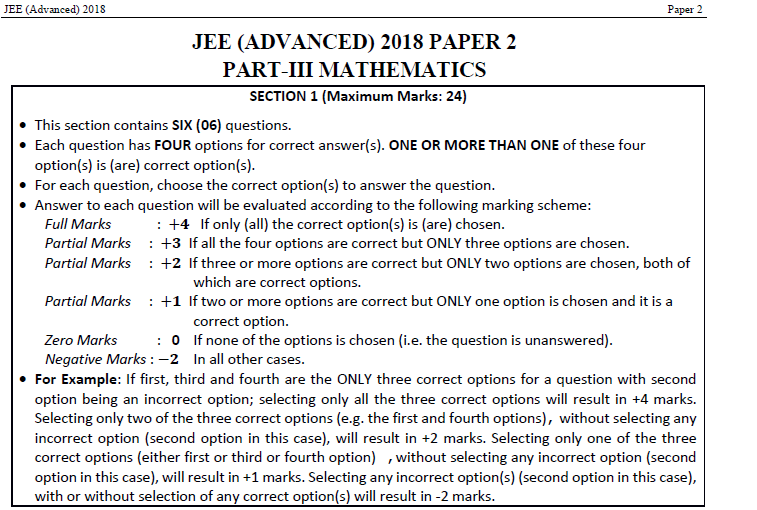 JEE (Advanced) 2018 Paper 2
JEE (ADVANCED) 2018 PAPER 2
PART-III MATHEMATICS
SECTION 1 (Maximum Marks: 24)
• This section contains SIX (06) questions.
• Each question has FOUR options for correct answer(s). ONE OR MORE THAN ONE of these four
option(s) is (are) correct option(s).
• For each question, choose the correct option(s) to answer the question.
• Answer to each question will be evaluated according to the following marking scheme:
Full Marks : +4 If only (all) the correct option(s) is (are) chosen.
Partial Marks : +3 If all the four options are correct but ONLY three options are chosen.
Partial Marks : +2 If three or more options are correct but ONLY two options are chosen, both of
which are correct options.
Partial Marks : +1 If two or more options are correct but ONLY one option is chosen and it is a
correct option.
Zero Marks : 0 If none of the options is chosen (i.e. the question is unanswered).
Negative Marks : −2 In all other cases.
• For Example: If first, third and fourth are the ONLY three correct options for a question with second
option being an incorrect option; selecting only all the three correct options will result in +4 marks.
Selecting only two of the three correct options (e.g. the first and fourth options), without selecting any
incorrect option (second option in this case), will result in +2 marks. Selecting only one of the three
correct options (either first or third or fourth option) , without selecting any incorrect option (second
option in this case), will result in +1 marks. Selecting any incorrect option(s) (second option in this case),
with or without selection of any correct option(s) will result in -2 marks.